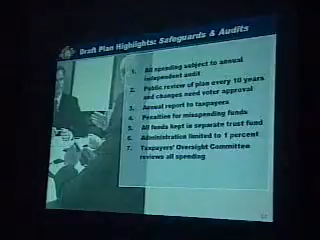 Draft Plan Highlights: Safeguards & Audits
1. All spending subject to annual
independent audit
2. Public review of plan every 10 years
and changes need voter approval
3. Annual report to taxpayers
4. Penalties for misspending funds
5. All funds kept in separate trust fund
6. Administration limited to 1 percent
7. Taxpayers' Oversight Committee
reviews all spending